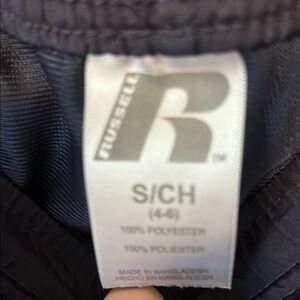 RUSSELL
R
TM
S/CH
(4-6)
100% POLYESTER
100% POLIÉSTER
MADE IN BANGLADESH
HECHO EN BANGLADESH